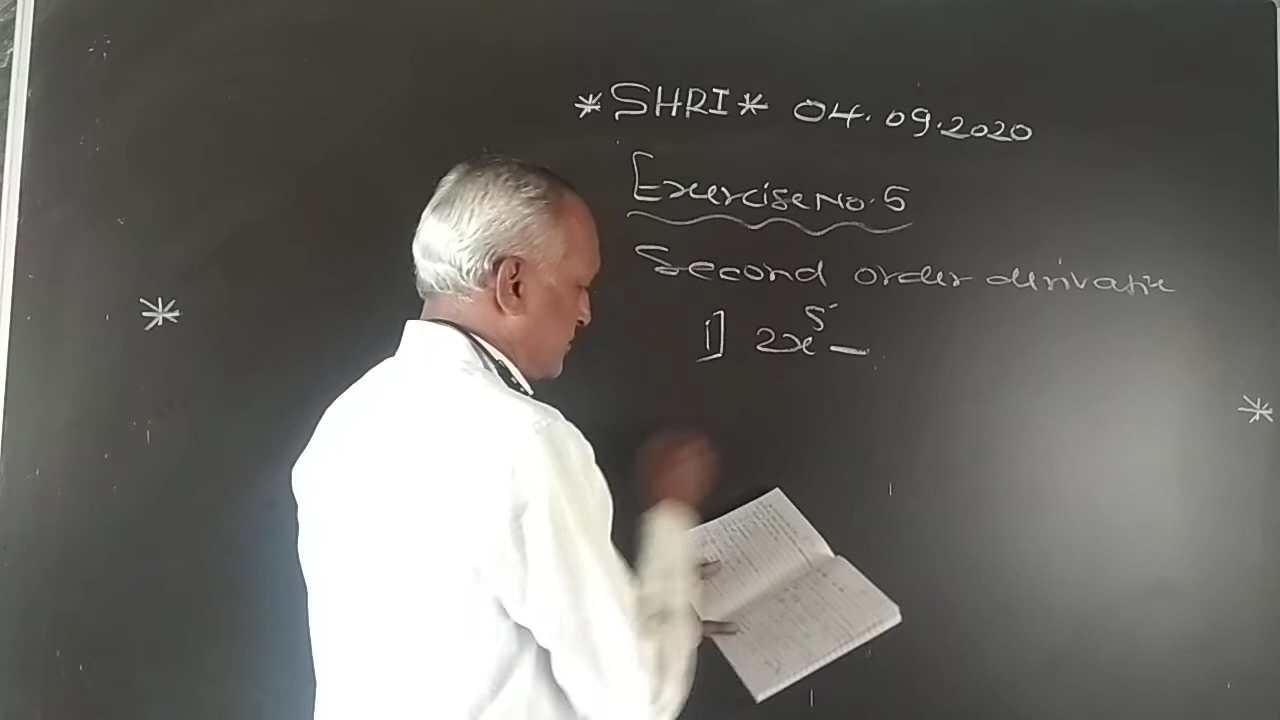 *SHRI* 04.09.2020
Exercise No. 5
Second order derivative
1] 2x⁵ —